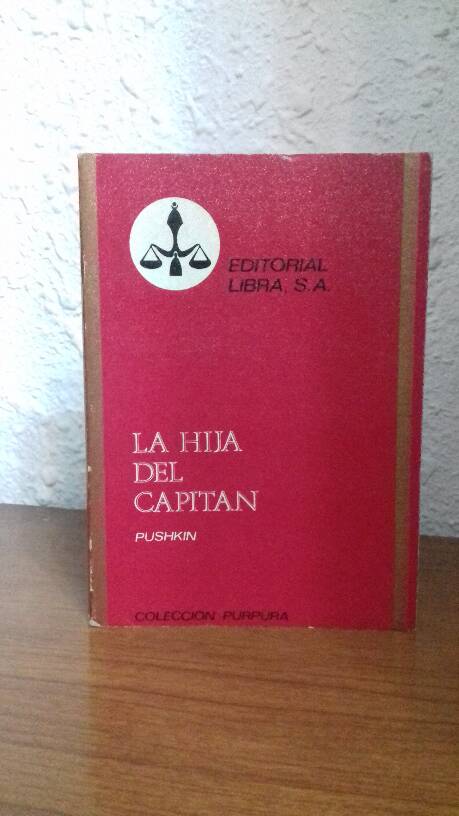 EDITORIAL
LIBRA, S.A.
LA HIJA
DEL
CAPITAN
PUSHKIN
COLECCION PURPURA